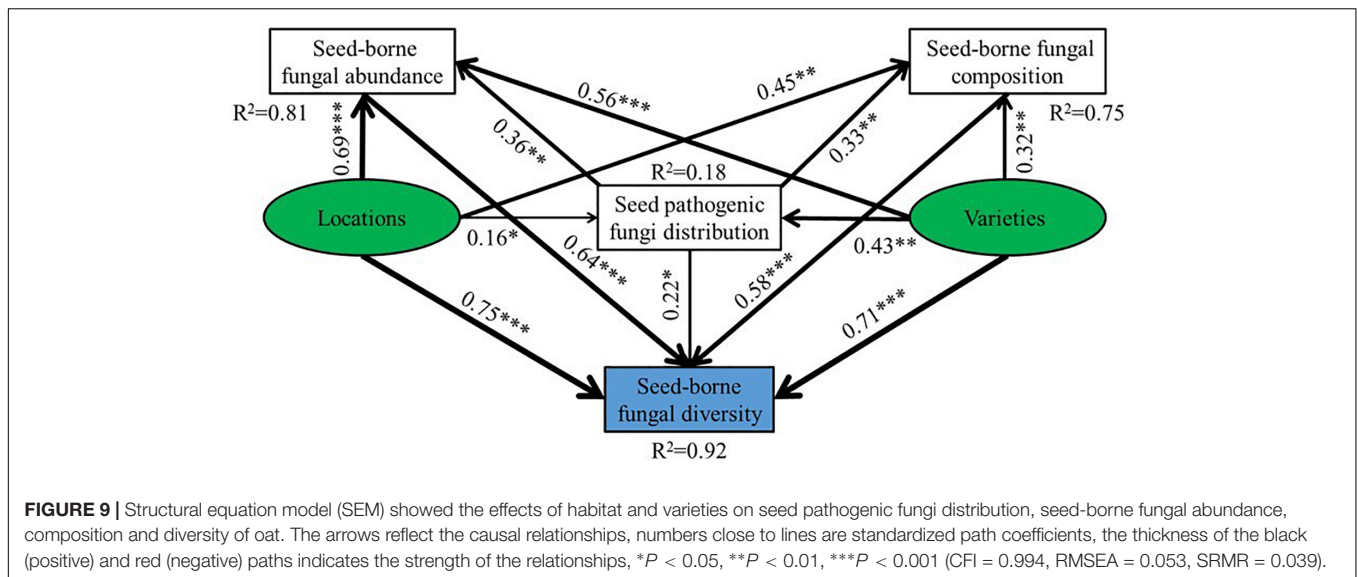 Seed-borne
fungal abundance
Seed-borne fungal
composition
R²=0.81
R²=0.75
0.69***
0.56***
0.45**
0.36**
0.33**
0.32**
R²=0.18
Locations
Seed pathogenic
fungi distribution
Varieties
0.16*
0.43**
0.64***
0.22*
0.58***
0.75***
0.71***
Seed-borne
fungal diversity
R²=0.92
FIGURE 9 | Structural equation model (SEM) showed the effects of habitat and varieties on seed pathogenic fungi distribution, seed-borne fungal abundance,
composition and diversity of oat. The arrows reflect the causal relationships, numbers close to lines are standardized path coefficients, the thickness of the black
(positive) and red (negative) paths indicates the strength of the relationships, *P < 0.05, **P < 0.01, ***P < 0.001 (CFI = 0.994, RMSEA = 0.053, SRMR = 0.039).